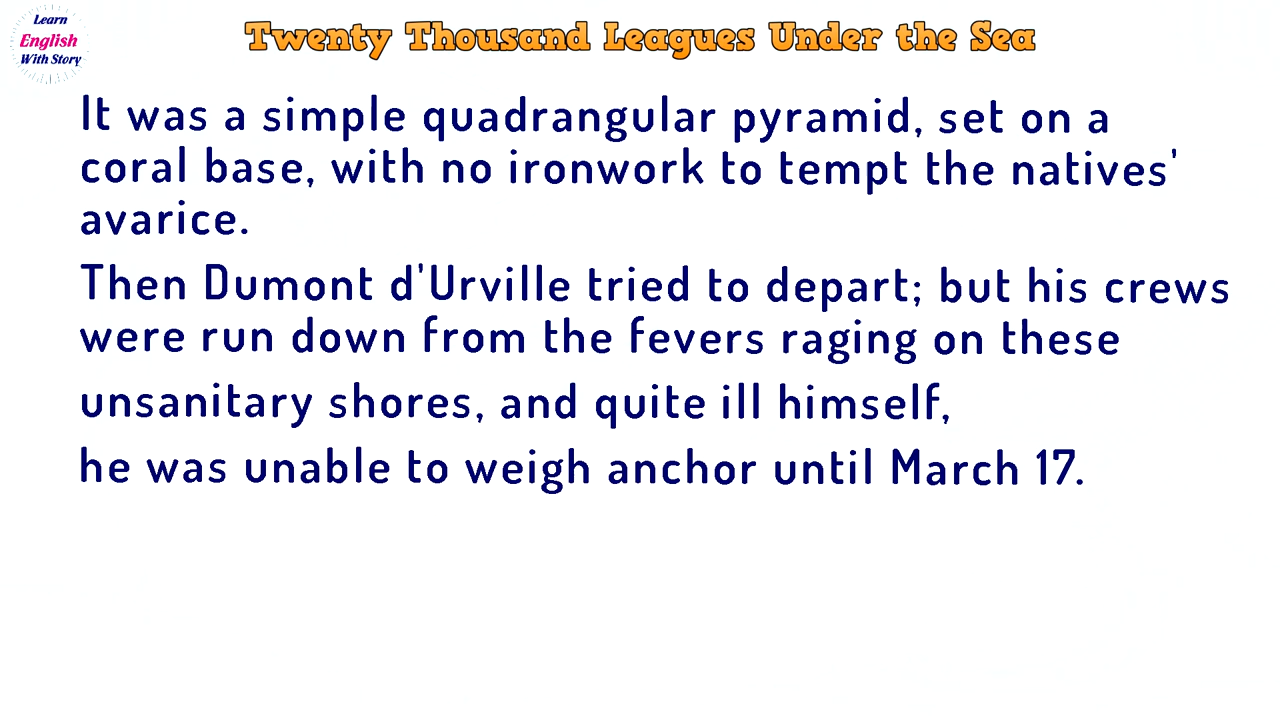 Learn
English
With Story
Twenty Thousand Leagues Under the Sea
It was a simple quadrangular pyramid, set on a
coral base, with no ironwork to tempt the natives'
avarice.
Then Dumont d'Urville tried to depart; but his crews
were run down from the fevers raging on these
unsanitary shores, and quite ill himself,
he was unable to weigh anchor until March 17.